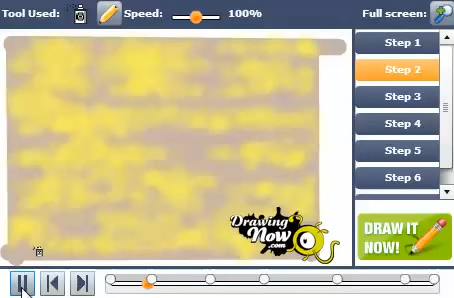 Tool Used:
Speed:
100%
Full screen:
Step 1
Step 2
Step 3
Step 4
Step 5
Step 6
Drawing
Now.com
DRAW IT
NOW!